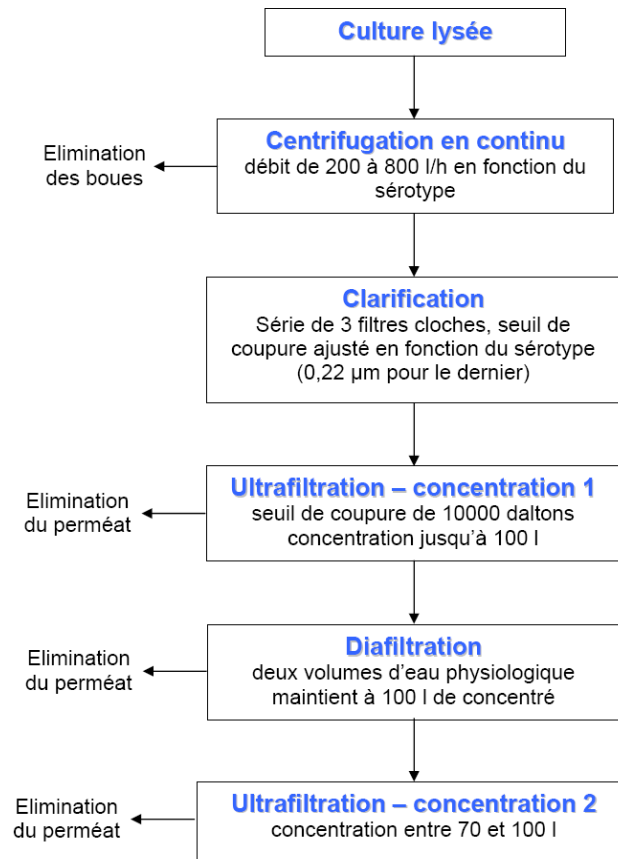 Culture lysée
Centrifugation en continu
débit de 200 à 800 l/h en fonction du
sérotype
Elimination
des boues
Clarification
Série de 3 filtres cloches, seuil de
coupure ajusté en fonction du sérotype
(0,22 µm pour le dernier)
Ultrafiltration – concentration 1
seuil de coupure de 10000 daltons
concentration jusqu'à 100 l
Elimination
du perméat
Diafiltration
deux volumes d'eau physiologique
maintient à 100 l de concentré
Elimination
du perméat
Ultrafiltration – concentration 2
concentration entre 70 et 100 l
Elimination
du perméat